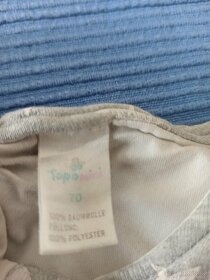 Topomini
70
100% BAUMWOLLE
FÜLLUNG:
100% POLYESTER